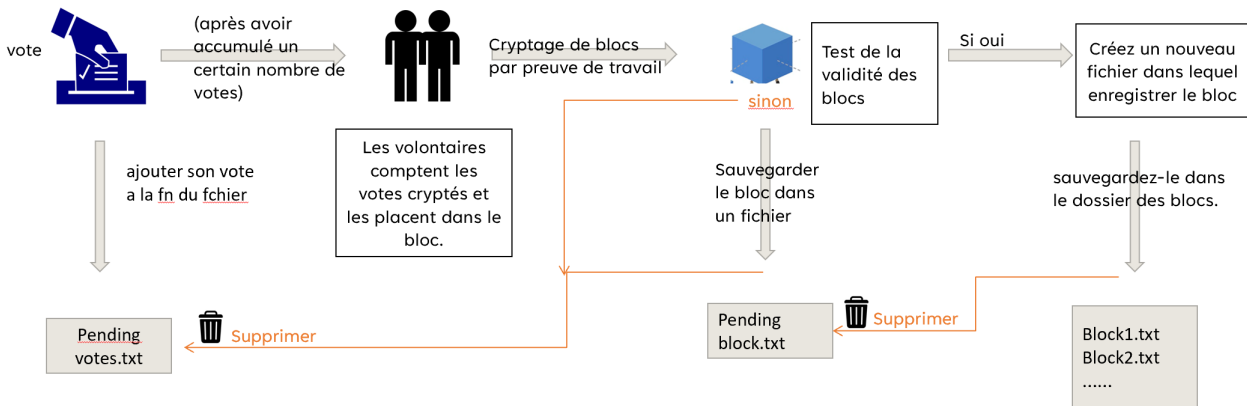 vote
(après avoir
accumulé un
certain nombre de
votes)
Cryptage de blocs
par preuve de travail
sinon
Test de la
validité des
blocs
Si oui
Créez un nouveau
fichier dans lequel
enregistrer le bloc
ajouter son vote
a la fn du fchier
Les volontaires
comptent les
votes cryptés et
les placent dans le
bloc.
Sauvegarder
le bloc dans
un fichier
sauvegardez-le dans
le dossier des blocs.
Pending
votes.txt
Supprimer
Pending
block.txt
Supprimer
Block1.txt
Block2.txt
......